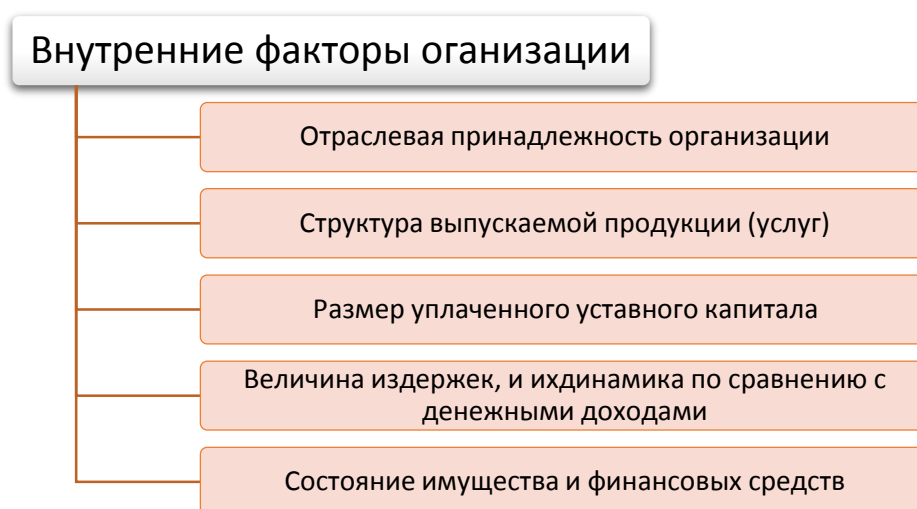 Внутренние факторы оганизации
Отраслевая принадлежность организации
Структура выпускаемой продукции (услуг)
Размер уплаченного уставного капитала
Величина издержек, и ихдинамика по сравнению с
денежными доходами
Состояние имущества и финансовых средств